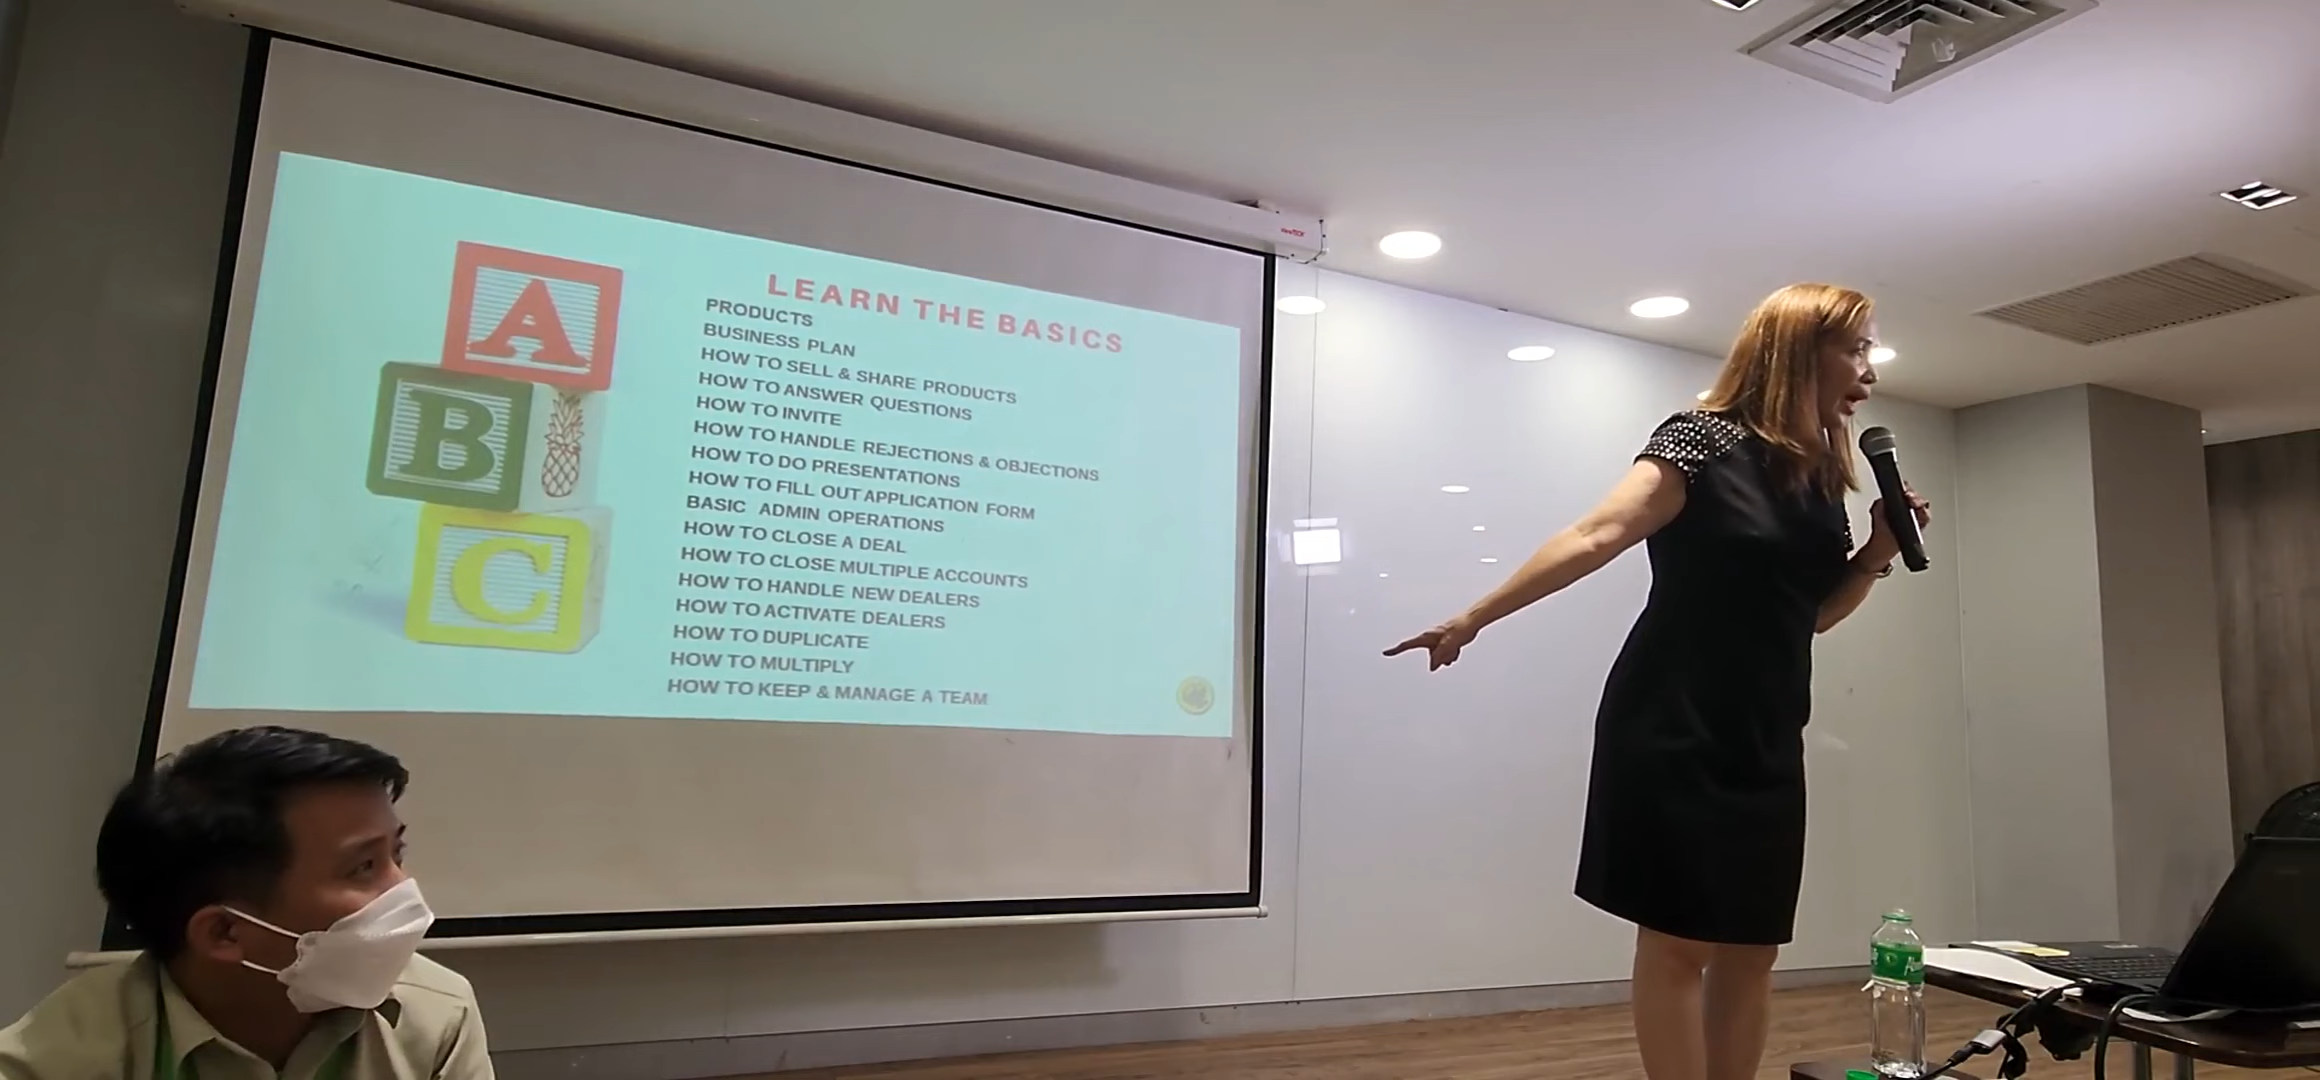 A
B
C
LEARN THE BASICS
PRODUCTS
BUSINESS PLAN
HOW TO SELL & SHARE PRODUCTS
HOW TO ANSWER QUESTIONS
HOW TO INVITE
HOW TO HANDLE REJECTIONS & OBJECTIONS
HOW TO DO PRESENTATIONS
HOW TO FILL OUT APPLICATION FORM
BASIC ADMIN OPERATIONS
HOW TO CLOSE A DEAL
HOW TO CLOSE MULTIPLE ACCOUNTS
HOW TO HANDLE NEW DEALERS
HOW TO ACTIVATE DEALERS
HOW TO DUPLICATE
HOW TO MULTIPLY
HOW TO KEEP & MANAGE A TEAM